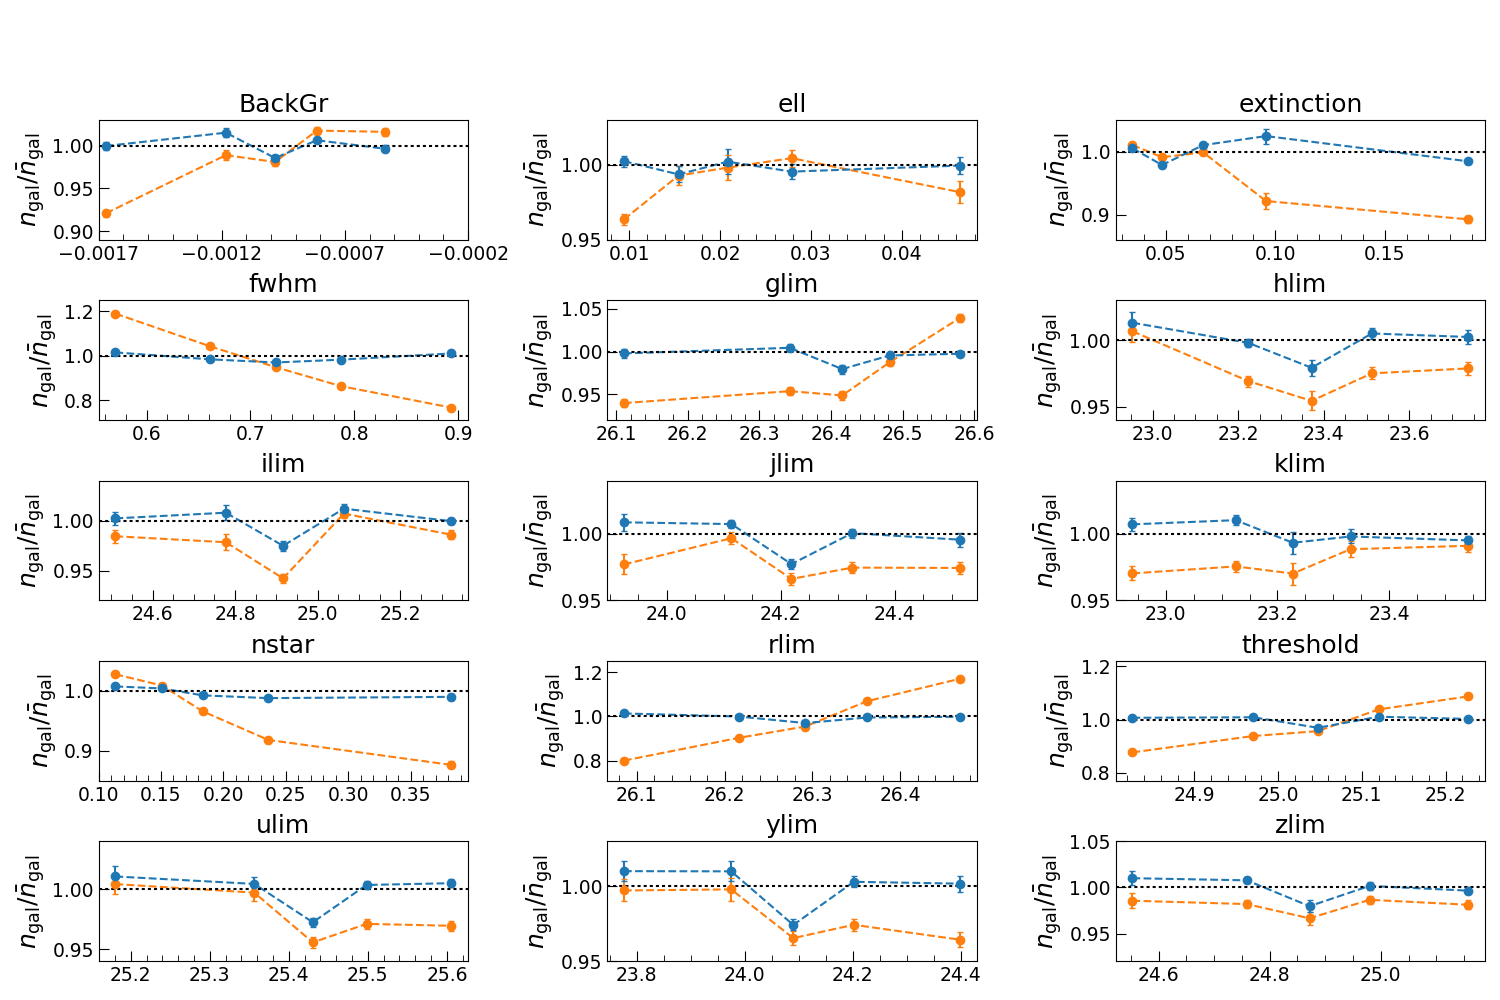 BackGr
n_gal/n̄_gal
1.00
0.95
0.90
−0.0017 −0.0012 −0.0007 −0.0002
ell
n_gal/n̄_gal
1.00
0.95
0.01 0.02 0.03 0.04
extinction
n_gal/n̄_gal
1.0
0.9
0.05 0.10 0.15
fwhm
n_gal/n̄_gal
1.2
1.0
0.8
0.6 0.7 0.8 0.9
glim
n_gal/n̄_gal
1.05
1.00
0.95
26.1 26.2 26.3 26.4 26.5 26.6
hlim
n_gal/n̄_gal
1.00
0.95
23.0 23.2 23.4 23.6
ilim
n_gal/n̄_gal
1.00
0.95
24.6 24.8 25.0 25.2
jlim
n_gal/n̄_gal
1.00
0.95
24.0 24.2 24.4
klim
n_gal/n̄_gal
1.00
0.95
23.0 23.2 23.4
nstar
n_gal/n̄_gal
1.0
0.9
0.10 0.15 0.20 0.25 0.30 0.35
rlim
n_gal/n̄_gal
1.2
1.0
0.8
26.1 26.2 26.3 26.4
threshold
n_gal/n̄_gal
1.2
1.0
0.8
24.9 25.0 25.1 25.2
ulim
n_gal/n̄_gal
1.00
0.95
25.2 25.3 25.4 25.5 25.6
ylim
n_gal/n̄_gal
1.00
0.95
23.8 24.0 24.2 24.4
zlim
n_gal/n̄_gal
1.05
1.00
0.95
24.6 24.8 25.0